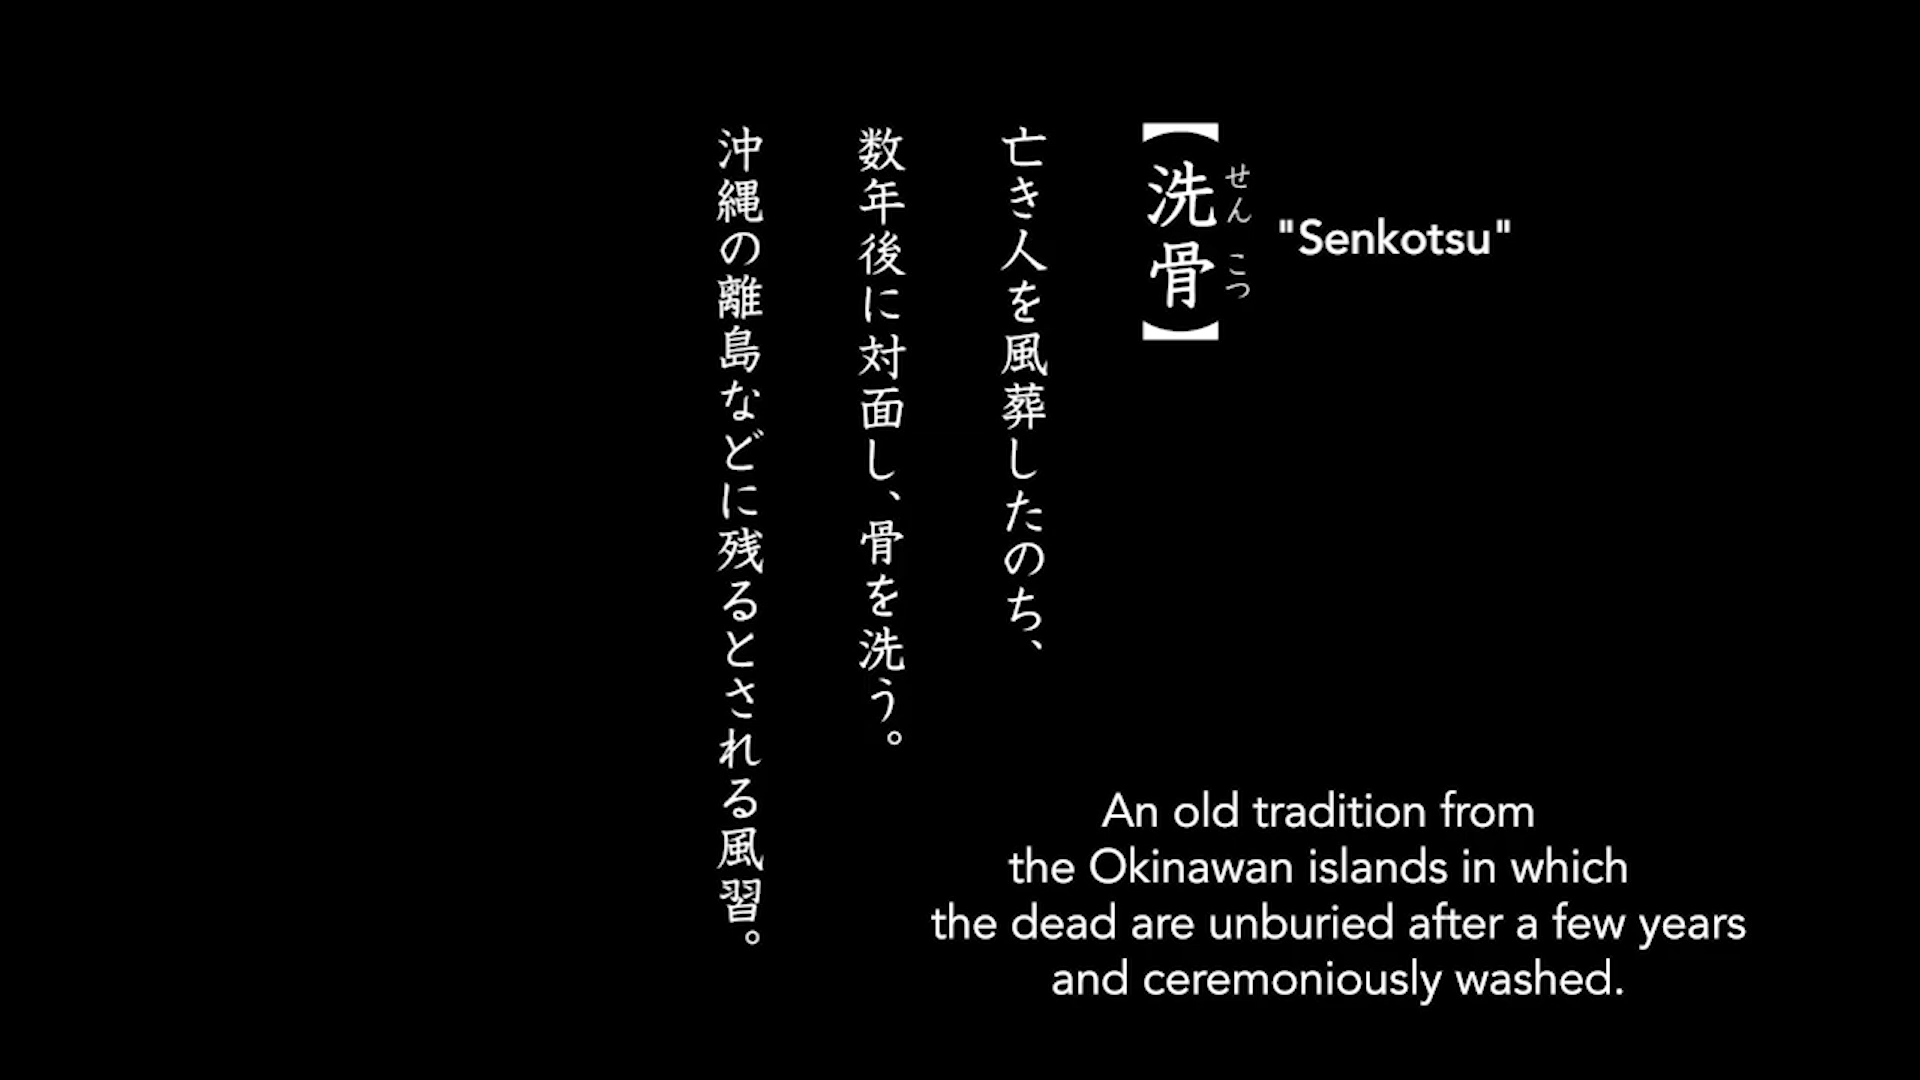 【洗骨】
せん こつ
"Senkotsu"
亡き人を風葬したのち、
数年後に対面し、骨を洗う。
沖縄の離島などに残るとされる風習。
An old tradition from
the Okinawan islands in which
the dead are unburied after a few years
and ceremoniously washed.